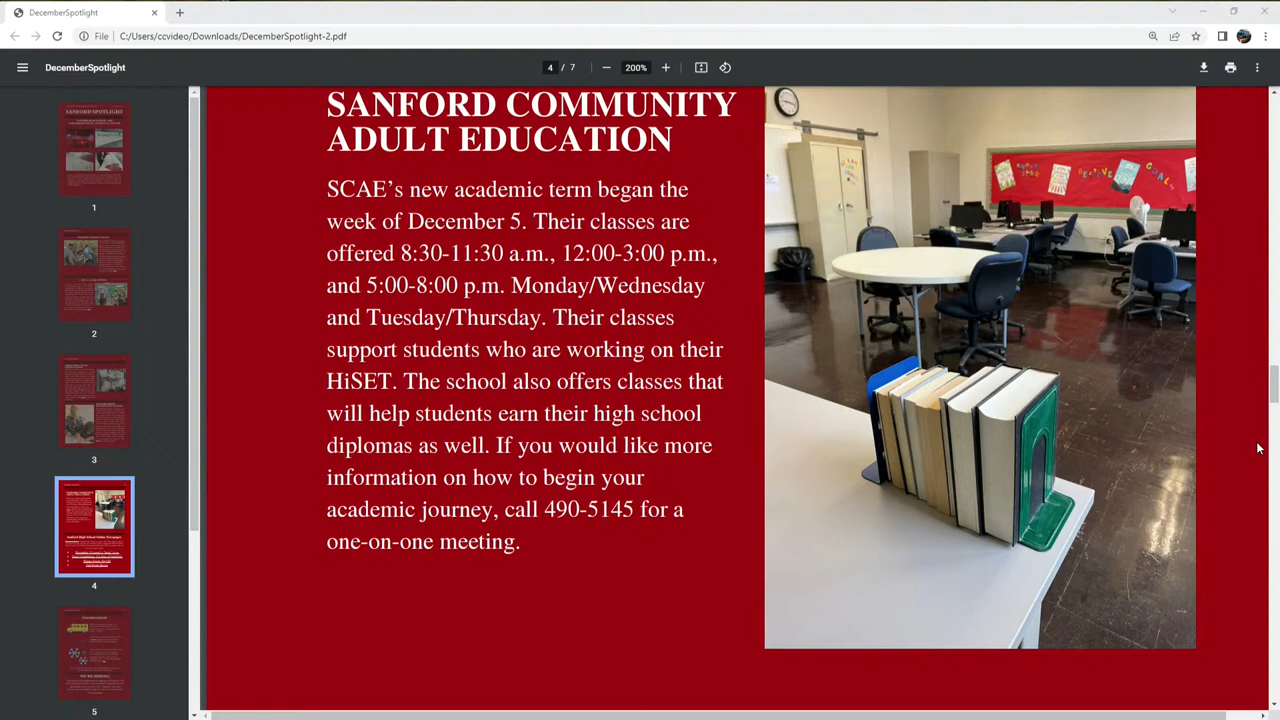 DecemberSpotlight
File C:/Users/ccvideo/Downloads/DecemberSpotlight-2.pdf
DecemberSpotlight
4 / 7
200%
SANFORD SPOTLIGHT
1
2
3
4
5
SANFORD COMMUNITY
ADULT EDUCATION
SCAE’s new academic term began the
week of December 5. Their classes are
offered 8:30-11:30 a.m., 12:00-3:00 p.m.,
and 5:00-8:00 p.m. Monday/Wednesday
and Tuesday/Thursday. Their classes
support students who are working on their
HiSET. The school also offers classes that
will help students earn their high school
diplomas as well. If you would like more
information on how to begin your
academic journey, call 490-5145 for a
one-on-one meeting.
BELIEVE
GOALS